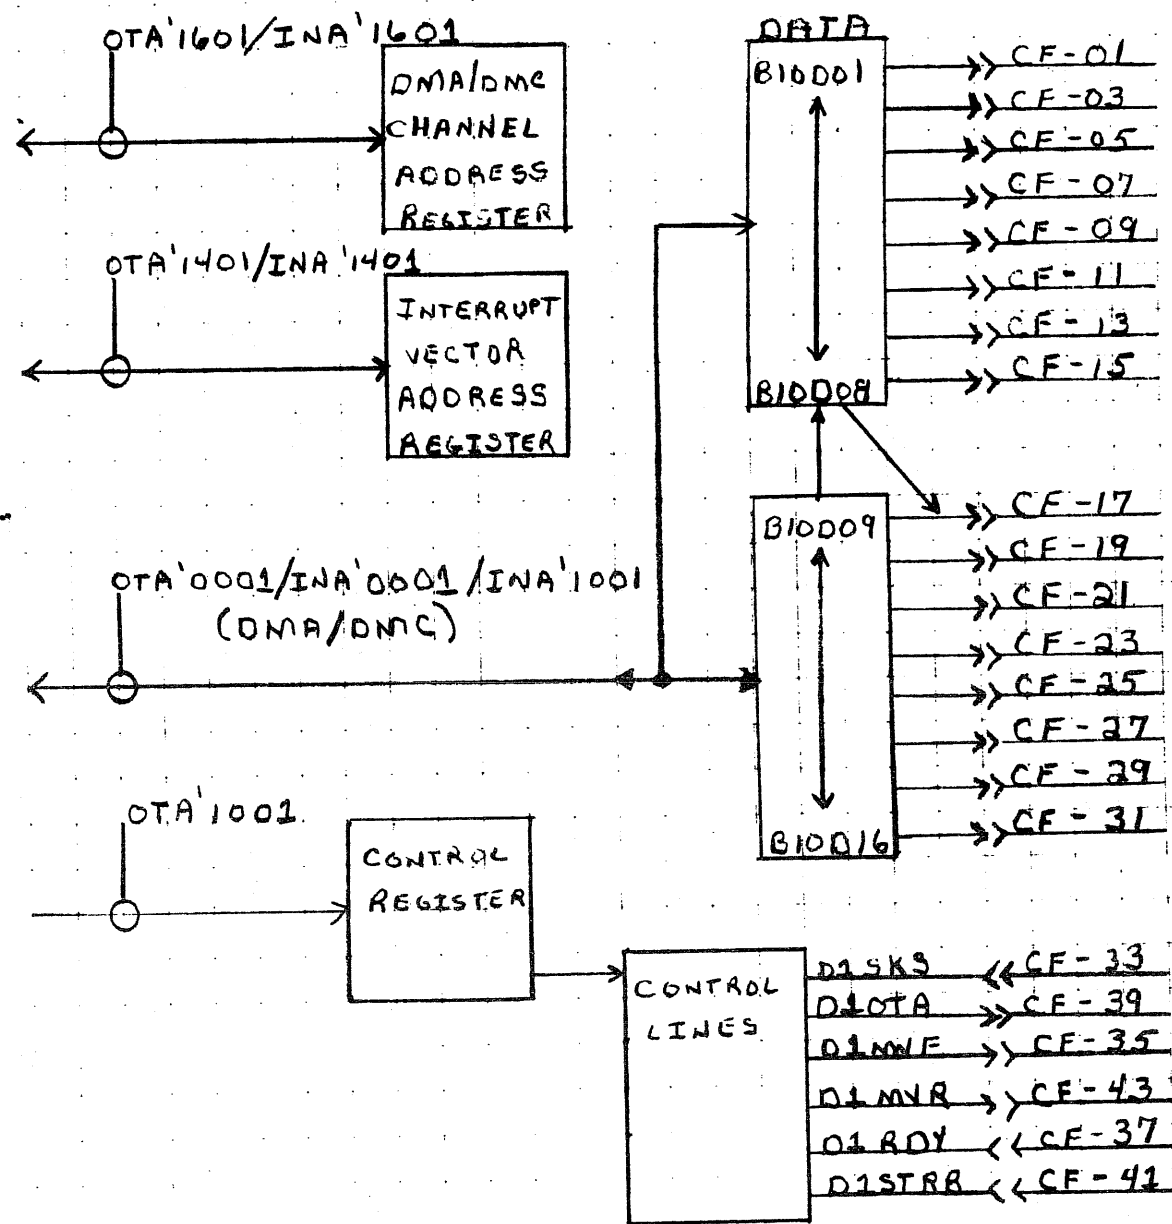 OTA'1601/INA'1601
DMA/DMC
CHANNEL
ADDRESS
REGISTER
OTA'1401/INA'1401
INTERRUPT
VECTOR
ADDRESS
REGISTER
OTA'0001/INA'0001/INA'1001
(DMA/DMC)
OTA'1001
CONTROL
REGISTER
DATA
BIOD01
BIOD08
CF-01
CF-03
CF-05
CF-07
CF-09
CF-11
CF-13
CF-15
BIOD09
BIOD16
CF-17
CF-19
CF-21
CF-23
CF-25
CF-27
CF-29
CF-31
CONTROL
LINES
D1SKS CF-33
D1OTA CF-39
D1MWF CF-35
D1MVR CF-43
D1RDY CF-37
D1STRB CF-41